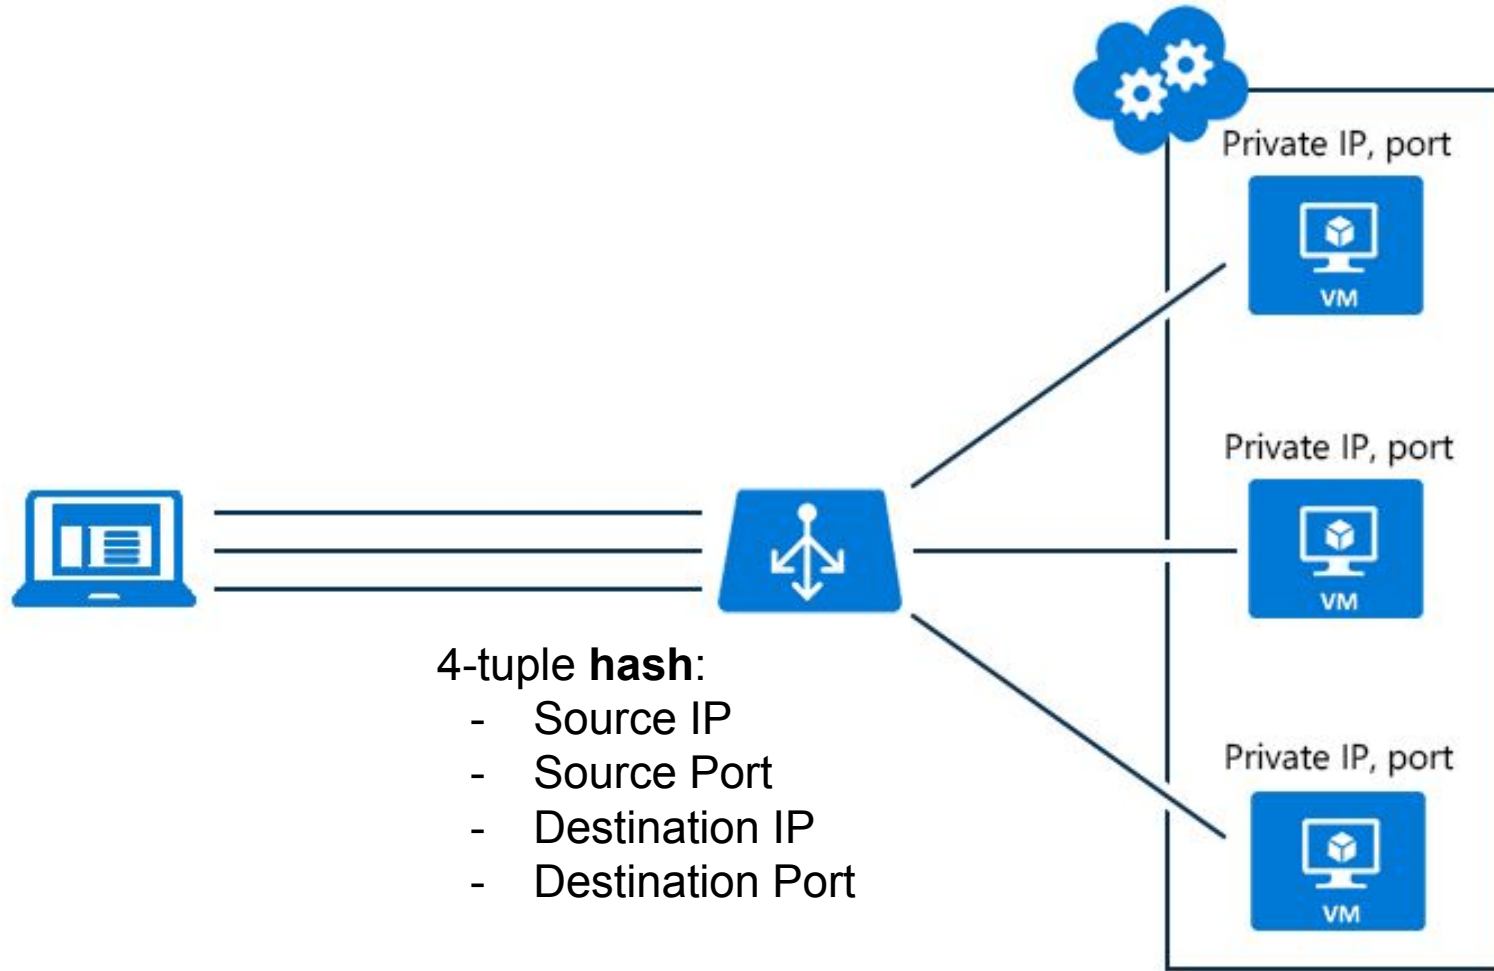 Private IP, port
VM
Private IP, port
VM
4-tuple hash:
- Source IP
- Source Port
- Destination IP
- Destination Port
Private IP, port
VM